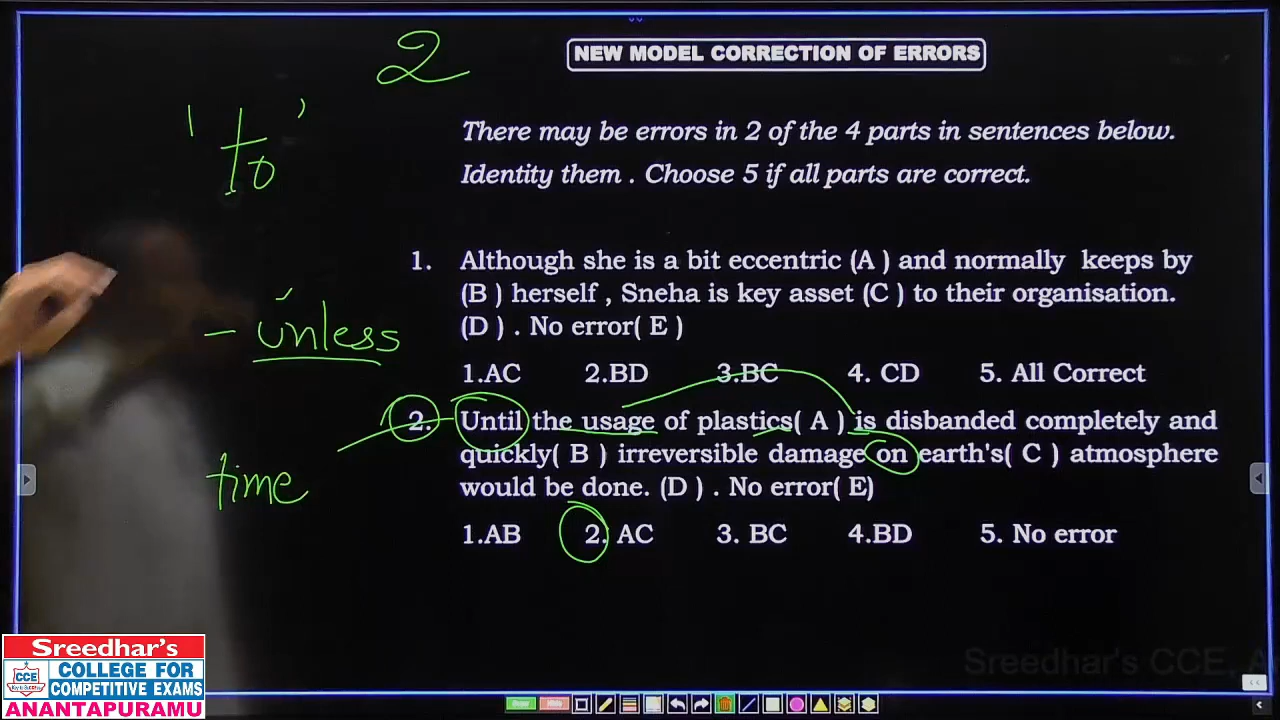 2
NEW MODEL CORRECTION OF ERRORS
'to'
There may be errors in 2 of the 4 parts in sentences below.
Identity them . Choose 5 if all parts are correct.
1. Although she is a bit eccentric (A ) and normally keeps by
(B ) herself , Sneha is key asset (C ) to their organisation.
(D ) . No error( E )
- unless
1.AC 2.BD 3.BC 4. CD 5. All Correct
2. Until the usage of plastics( A ) is disbanded completely and
quickly( B ) irreversible damage on earth's( C ) atmosphere
time
would be done. (D ) . No error( E)
1.AB 2. AC 3. BC 4.BD 5. No error
Sreedhar's
CCE
COLLEGE FOR
COMPETITIVE EXAMS
ANANTAPURAMU
Sreedhar's CCE, A